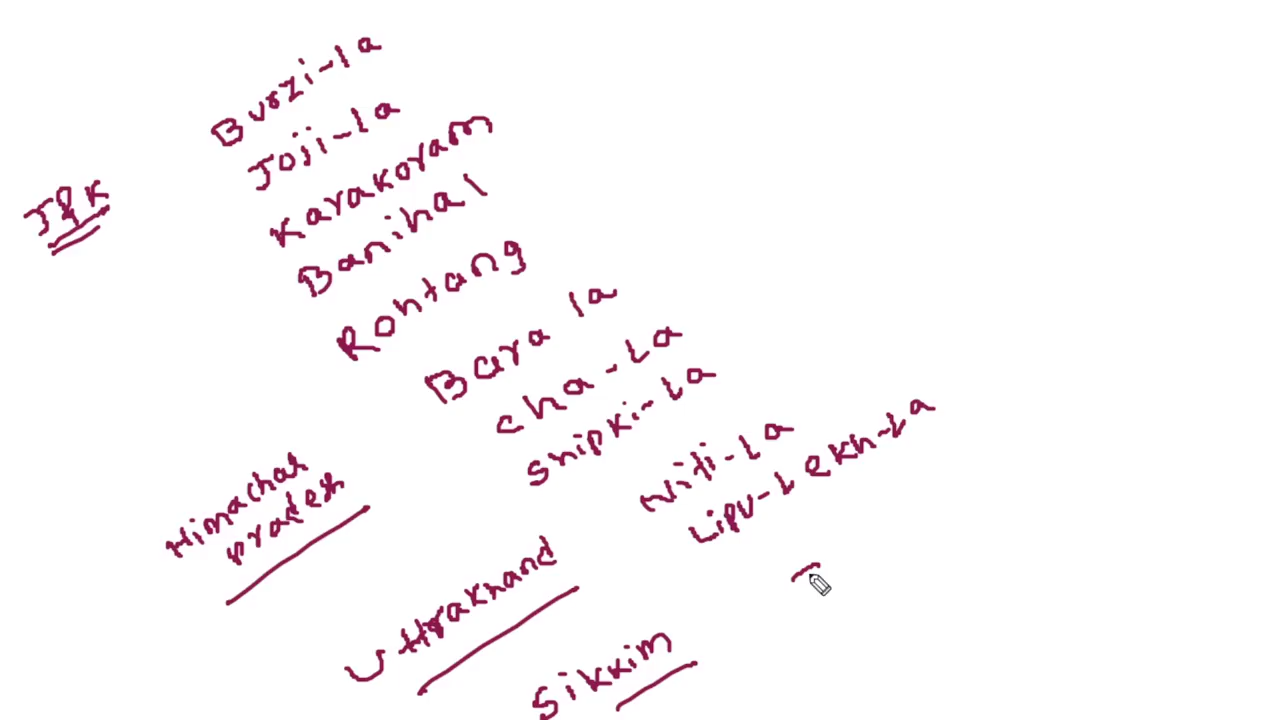 Burzi-la
Joji-la
Karakoram
J&K
Banihal
Rohtang
Bara la
cha-La
Shipki-La
Niti-La
Lipu-Lekh-La
Himachal
pradesh
Uttrakhand
Sikkim